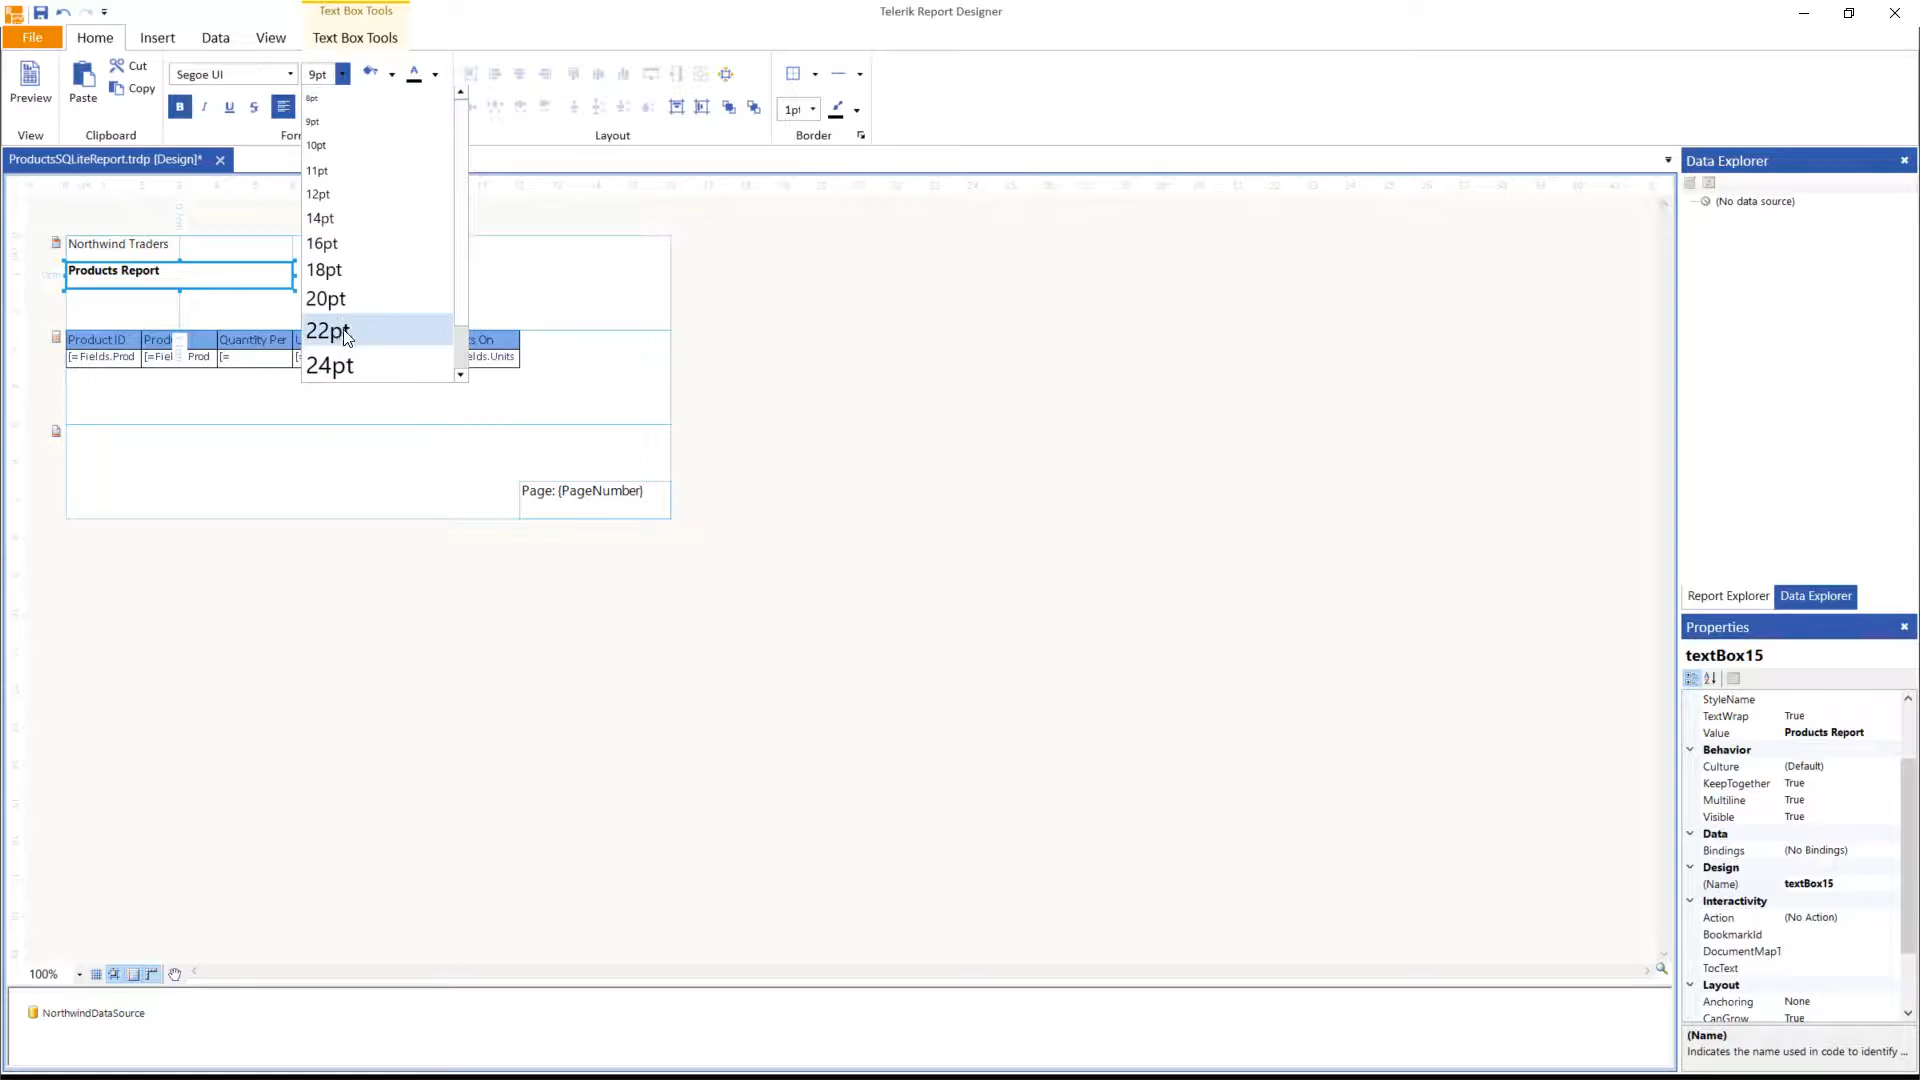 Text Box Tools
Telerik Report Designer
File
Home
Insert
Data
View
Text Box Tools
Preview
Paste
Cut
Copy
Segoe UI
9pt
B
I
U
S
A
1pt
View
Clipboard
Layout
Border
8pt
9pt
10pt
11pt
12pt
14pt
16pt
18pt
20pt
22pt
24pt
ProductsSQLiteReport.trdp [Design]*
Northwind Traders
Products Report
Product ID
Quantity Per
[=Fields.Prod
Page: {PageNumber}
Data Explorer
(No data source)
Report Explorer
Data Explorer
Properties
textBox15
StyleName
TextWrap True
Value Products Report
Behavior
Culture (Default)
KeepTogether True
Multiline True
Visible True
Data
Bindings (No Bindings)
Design
(Name) textBox15
Interactivity
Action (No Action)
BookmarkId
DocumentMapT
TocText
Layout
Anchoring None
CanGrow True
(Name)
Indicates the name used in code to identify ...
100%
NorthwindDataSource